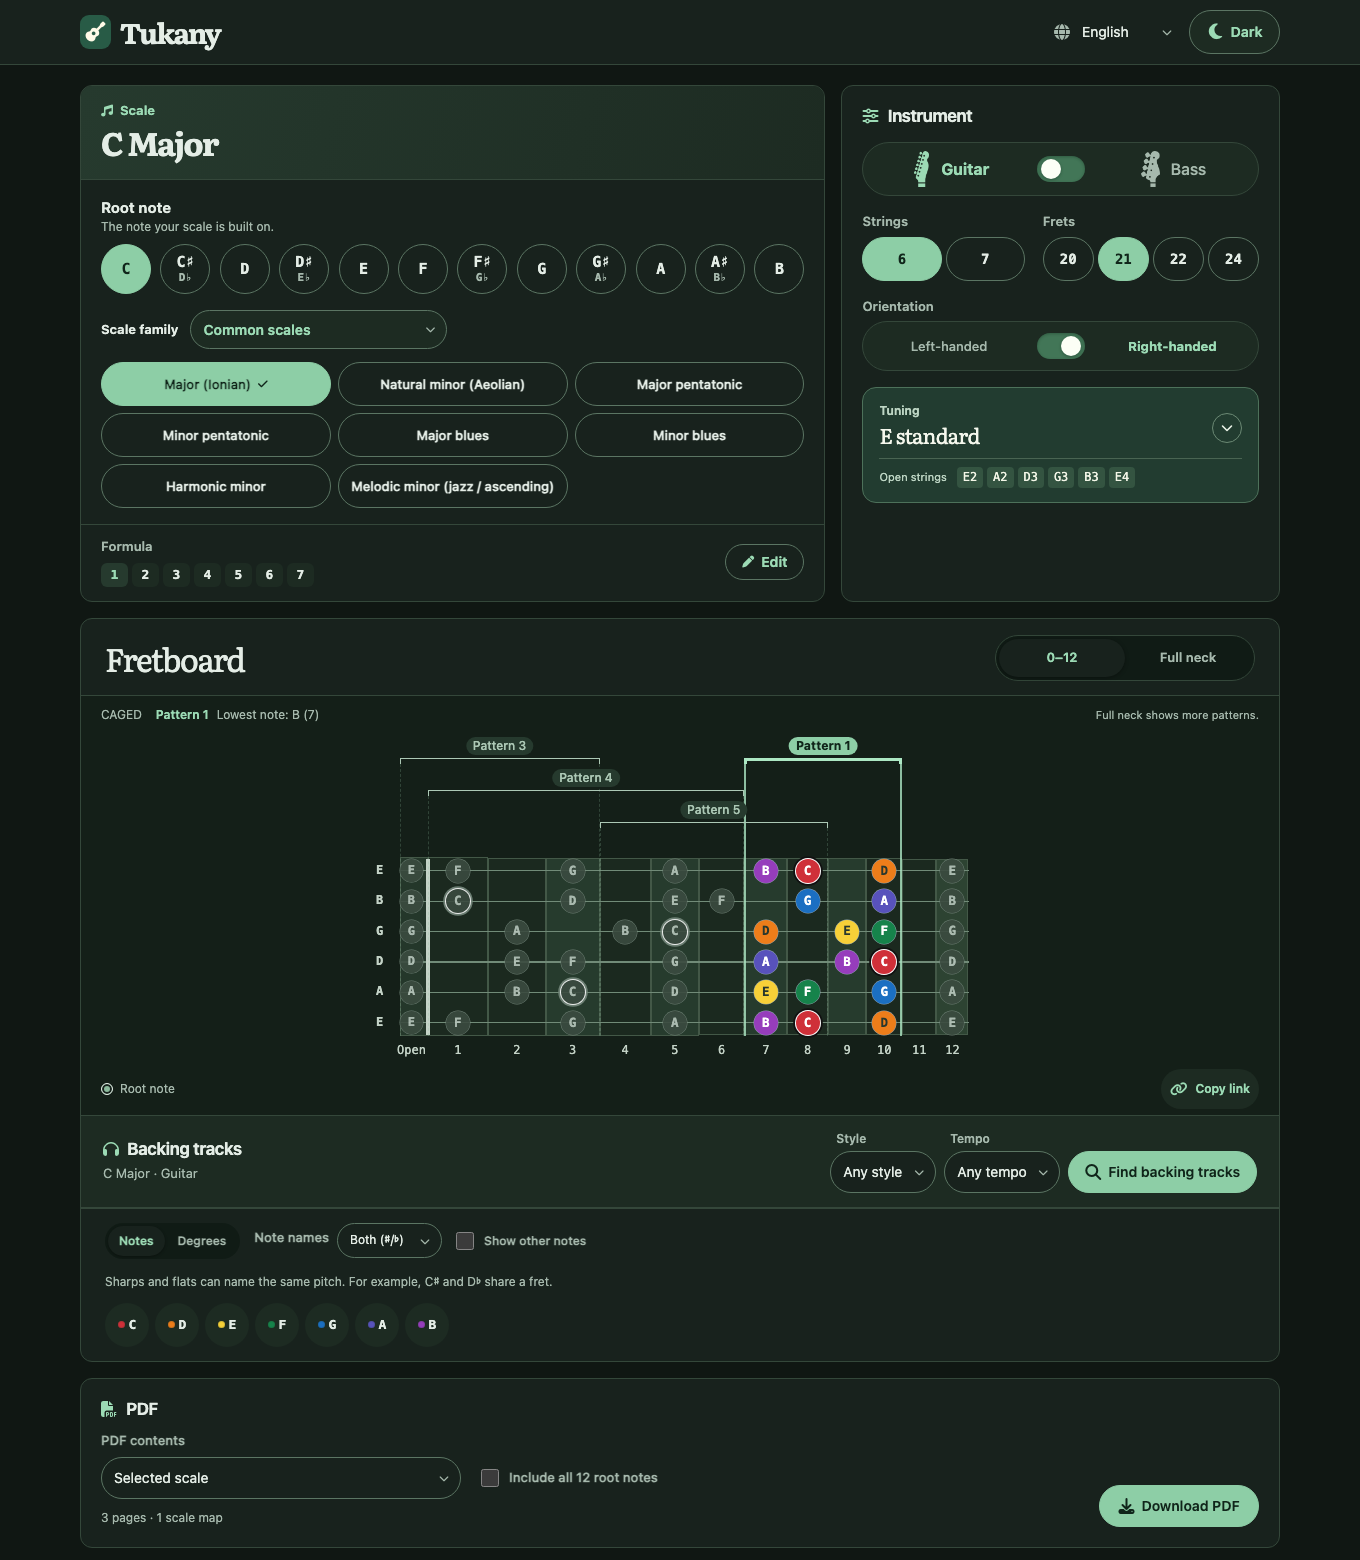 Tukany
English
Dark
Scale
C Major
Root note
The note your scale is built on.
C C♯ D D♯ E F F♯ G G♯ A A♯ B
D♭ E♭ G♭ A♭ B♭
Scale family Common scales
Major (Ionian) Natural minor (Aeolian) Major pentatonic
Minor pentatonic Major blues Minor blues
Harmonic minor Melodic minor (jazz / ascending)
Formula
1 2 3 4 5 6 7
Edit
Instrument
Guitar Bass
Strings Frets
6 7 20 21 22 24
Orientation
Left-handed Right-handed
Tuning
E standard
Open strings E2 A2 D3 G3 B3 E4
Fretboard
0–12 Full neck
CAGED Pattern 1 Lowest note: B (7)
Full neck shows more patterns.
Pattern 3 Pattern 1
Pattern 4
Pattern 5
E E F G A B C D E
B B C D E F G A B
G G A B C D E F G
D D E F G A B C D
A A B C D E F G A
E E F G A B C D E
Open 1 2 3 4 5 6 7 8 9 10 11 12
Root note
Copy link
Backing tracks
C Major · Guitar
Style Tempo
Any style Any tempo Find backing tracks
Notes Degrees Note names Both (♯/♭) Show other notes
Sharps and flats can name the same pitch. For example, C♯ and D♭ share a fret.
C D E F G A B
PDF
PDF
PDF contents
Selected scale Include all 12 root notes
3 pages · 1 scale map
Download PDF